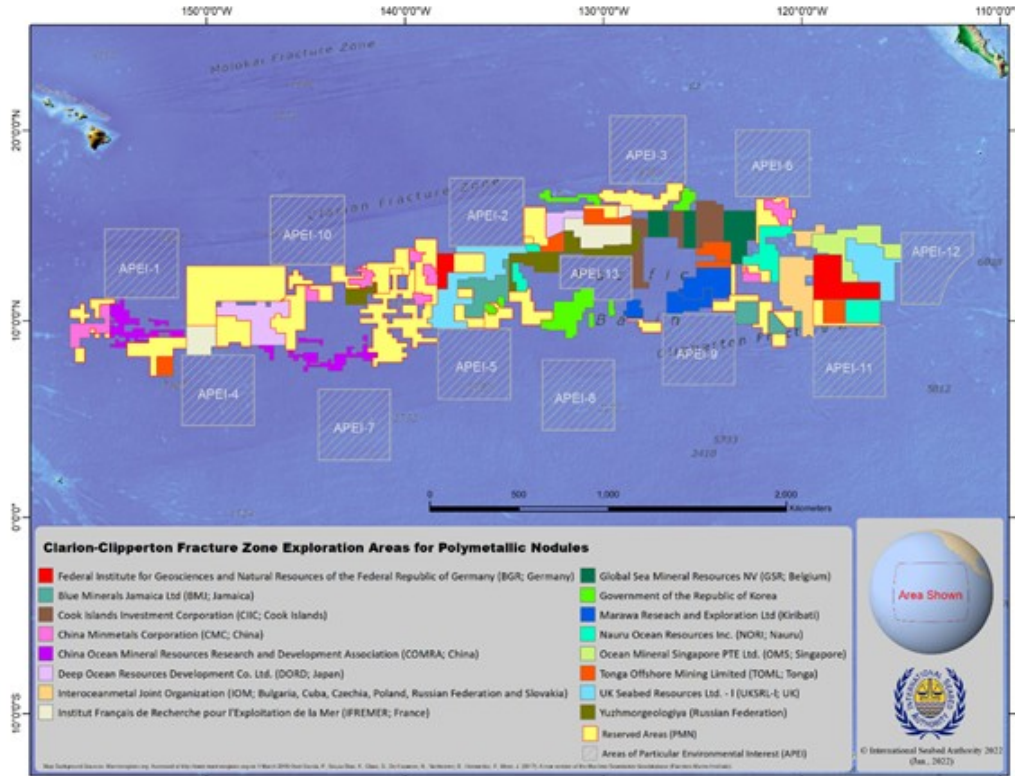 150°0'0"W 140°0'0"W 130°0'0"W 120°0'0"W 110°0'0"W
Molokai Fracture Zone
20°0'0"N
APEI-3
APEI-6
Clarion Fracture Zone
APEI-2
APEI-10
APEI-1
APEI-12
APEI-13
10°0'0"N
Basin
APEI-9
APEI-5
APEI-11
APEI-4
APEI-8
APEI-7
5012
5703
2410
0 500 1,000 2,000
Kilometers
0°0'0"
10°0'0"S
Clarion-Clipperton Fracture Zone Exploration Areas for Polymetallic Nodules
Federal Institute for Geosciences and Natural Resources of the Federal Republic of Germany (BGR; Germany)
Blue Minerals Jamaica Ltd (BMJ; Jamaica)
Cook Islands Investment Corporation (CIIC; Cook Islands)
China Minmetals Corporation (CMC; China)
China Ocean Mineral Resources Research and Development Association (COMRA; China)
Deep Ocean Resources Development Co. Ltd. (DORD; Japan)
Interoceanmetal Joint Organization (IOM; Bulgaria, Cuba, Czechia, Poland, Russian Federation and Slovakia)
Institut Français de Recherche pour l'Exploitation de la Mer (IFREMER; France)
Global Sea Mineral Resources NV (GSR; Belgium)
Government of the Republic of Korea
Marawa Reseach and Exploration Ltd (Kiribati)
Nauru Ocean Resources Inc. (NORI; Nauru)
Ocean Mineral Singapore PTE Ltd. (OMS; Singapore)
Tonga Offshore Mining Limited (TOML; Tonga)
UK Seabed Resources Ltd. - I (UKSRL-I; UK)
Yuzhmorgeologiya (Russian Federation)
Reserved Areas (PMN)
Areas of Particular Environmental Interest (APEI)
Area Shown
INTERNATIONAL SEABED AUTHORITY
© International Seabed Authority 2022
(Jan., 2022)